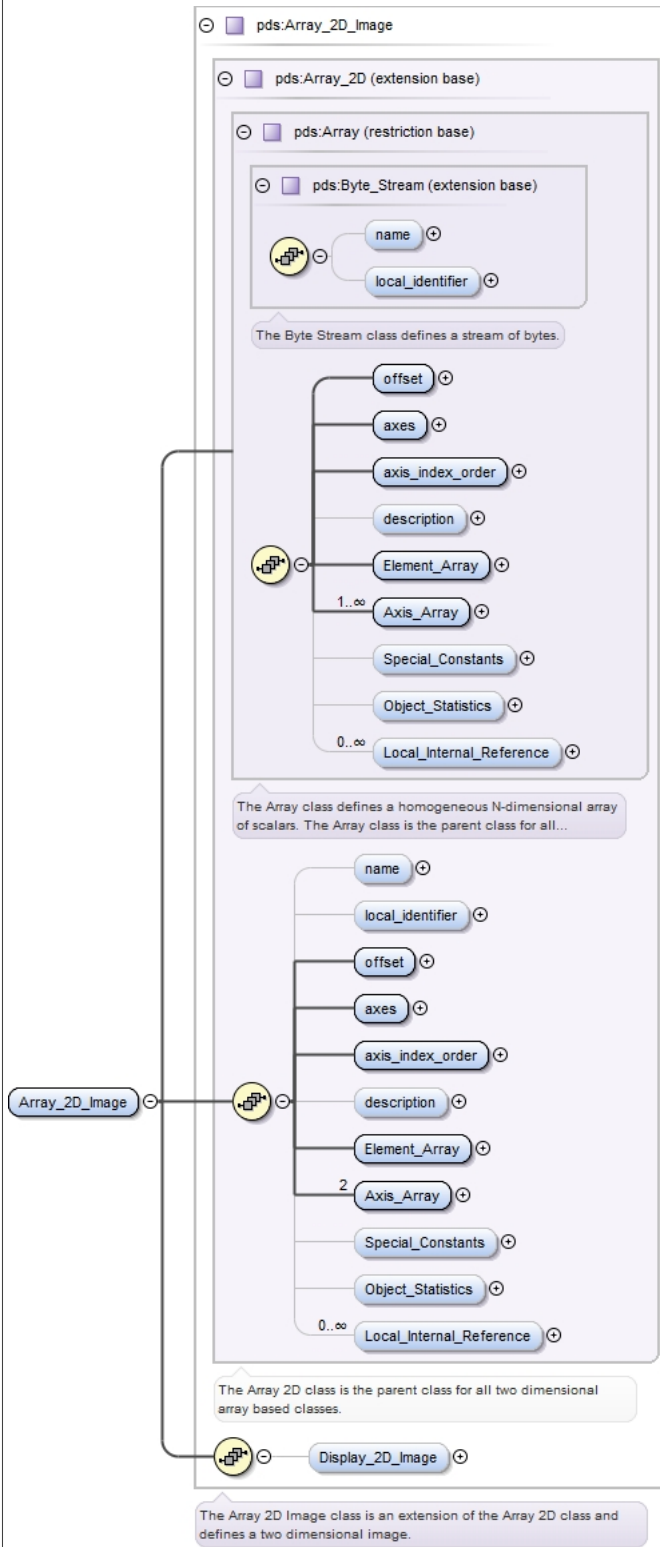 pds:Array_2D_Image
pds:Array_2D (extension base)
pds:Array (restriction base)
pds:Byte_Stream (extension base)
name
local_identifier
The Byte Stream class defines a stream of bytes.
offset
axes
axis_index_order
description
Element_Array
1..∞
Axis_Array
Special_Constants
Object_Statistics
0..∞
Local_Internal_Reference
The Array class defines a homogeneous N-dimensional array
of scalars. The Array class is the parent class for all...
name
local_identifier
offset
axes
axis_index_order
Array_2D_Image
description
Element_Array
2
Axis_Array
Special_Constants
Object_Statistics
0..∞
Local_Internal_Reference
The Array 2D class is the parent class for all two dimensional
array based classes.
Display_2D_Image
The Array 2D Image class is an extension of the Array 2D class and
defines a two dimensional image.